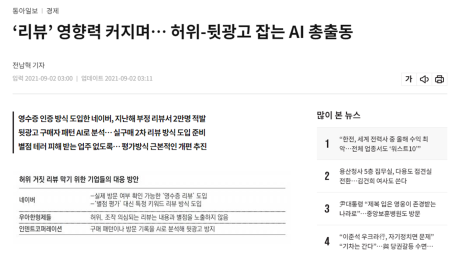 동아일보 | 경제
‘리뷰’ 영향력 커지며… 허위-뒷광고 잡는 AI 총출동
전남혁 기자
입력 2021-09-02 03:00 | 업데이트 2021-09-02 03:11
가
영수증 인증 방식 도입한 네이버, 지난해 부정 리뷰서 2만명 적발
뒷광고 구매자 패턴 AI로 분석… 실구매 2차 리뷰 방식 도입 준비
별점 테러 피해 받는 업주 없도록… 평가방식 근본적인 개편 추진
허위 거짓 리뷰 막기 위한 기업들의 대응 방안
네이버
–실제 방문 여부 확인 가능한 ‘영수증 리뷰’ 도입
–‘별점 평가’ 대신 특정 키워드 리뷰 방식 도입
우아한형제들 허위, 조작 의심되는 리뷰는 내용과 별점을 노출하지 않음
인덴트코퍼레이션 구매 패턴이나 방문 기록을 AI로 분석해 뒷광고 방지
많이 본 뉴스
1 “한전, 세계 전력사 중 올해 수익 최
악…전체 업종서도 ‘워스트10’”
2 용산청사 5층 집무실, 다용도 접견실
전환…김건희 여사도 쓴다
3 尹대통령 “제복 입은 영웅이 존경받는
나라로”…중앙보훈병원도 방문
4 “이준석 우크라行, 자기정치면 문제”
“기차는 간다”…與 당권갈등 수면…